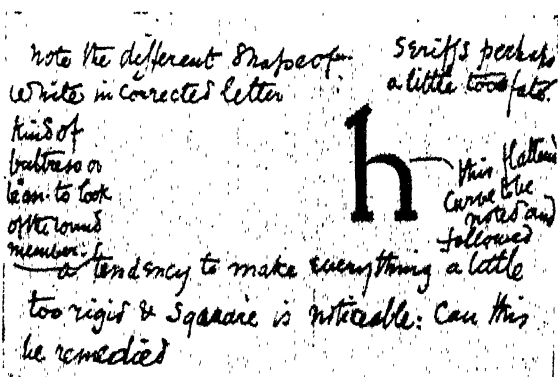 note the different shape of
white in corrected letter
serifs perhaps
a little too fat.
kind of
buttress or
lean-to look
of the round
member.
h
this flattened
curve to be
noted and
followed
a tendency to make everything a little
too rigid & square is noticeable: Can this
be remedied